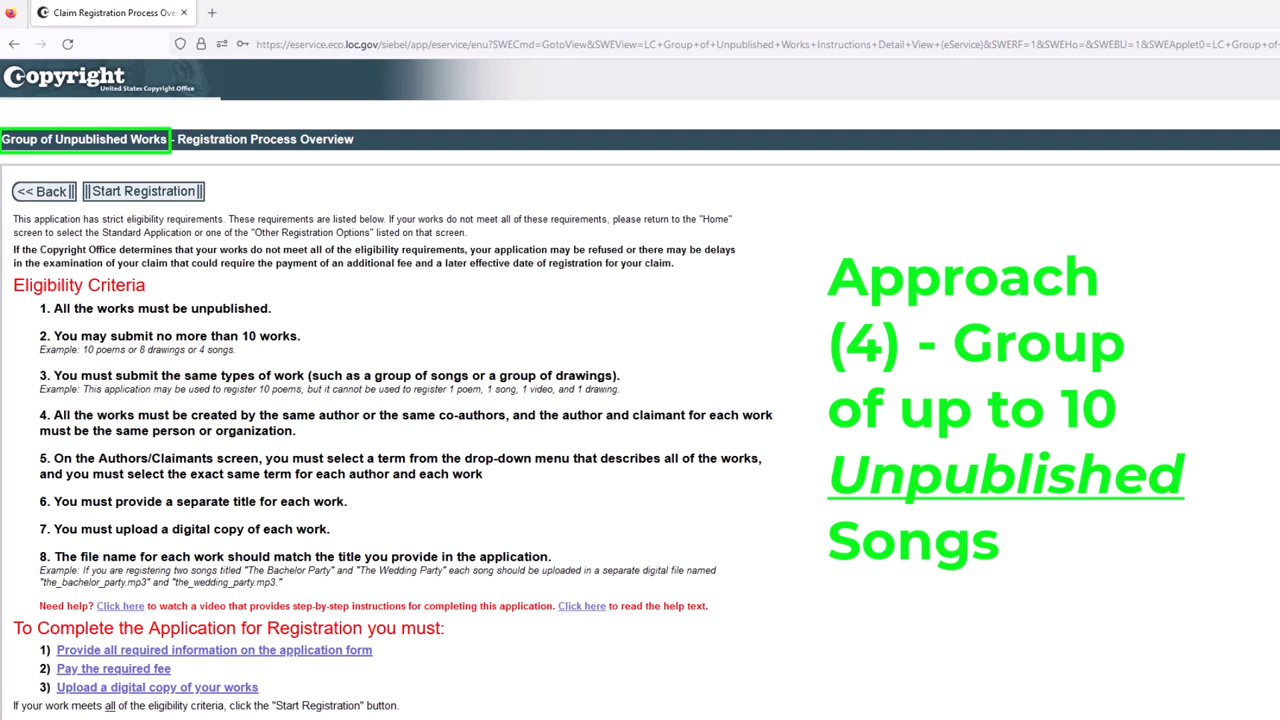 Claim Registration Process Ove
https://eservice.eco.loc.gov/siebel/app/eservice/enu?SWECmd=GotoView&SWEView=LC+Group+of+Unpublished+Works+Instructions+Detail+View+(eService)&SWERF=1&SWEHo=&SWEBU=1&SWEApplet0=LC+Group+of+
Copyright
United States Copyright Office
Group of Unpublished Works - Registration Process Overview
<< Back
Start Registration
This application has strict eligibility requirements. These requirements are listed below. If your works do not meet all of these requirements, please return to the "Home"
screen to select the Standard Application or one of the "Other Registration Options" listed on that screen.
If the Copyright Office determines that your works do not meet all of the eligibility requirements, your application may be refused or there may be delays
in the examination of your claim that could require the payment of an additional fee and a later effective date of registration for your claim.
Eligibility Criteria
1. All the works must be unpublished.
2. You may submit no more than 10 works.
Example: 10 poems or 8 drawings or 4 songs.
3. You must submit the same types of work (such as a group of songs or a group of drawings).
Example: This application may be used to register 10 poems, but it cannot be used to register 1 poem, 1 song, 1 video, and 1 drawing.
4. All the works must be created by the same author or the same co-authors, and the author and claimant for each work
must be the same person or organization.
5. On the Authors/Claimants screen, you must select a term from the drop-down menu that describes all of the works,
and you must select the exact same term for each author and each work
6. You must provide a separate title for each work.
7. You must upload a digital copy of each work.
8. The file name for each work should match the title you provide in the application.
Example: If you are registering two songs titled "The Bachelor Party" and "The Wedding Party" each song should be uploaded in a separate digital file named
"the_bachelor_party.mp3" and "the_wedding_party.mp3."
Need help? Click here to watch a video that provides step-by-step instructions for completing this application. Click here to read the help text.
To Complete the Application for Registration you must:
1) Provide all required information on the application form
2) Pay the required fee
3) Upload a digital copy of your works
If your work meets all of the eligibility criteria, click the "Start Registration" button.
Approach
(4) - Group
of up to 10
Unpublished
Songs